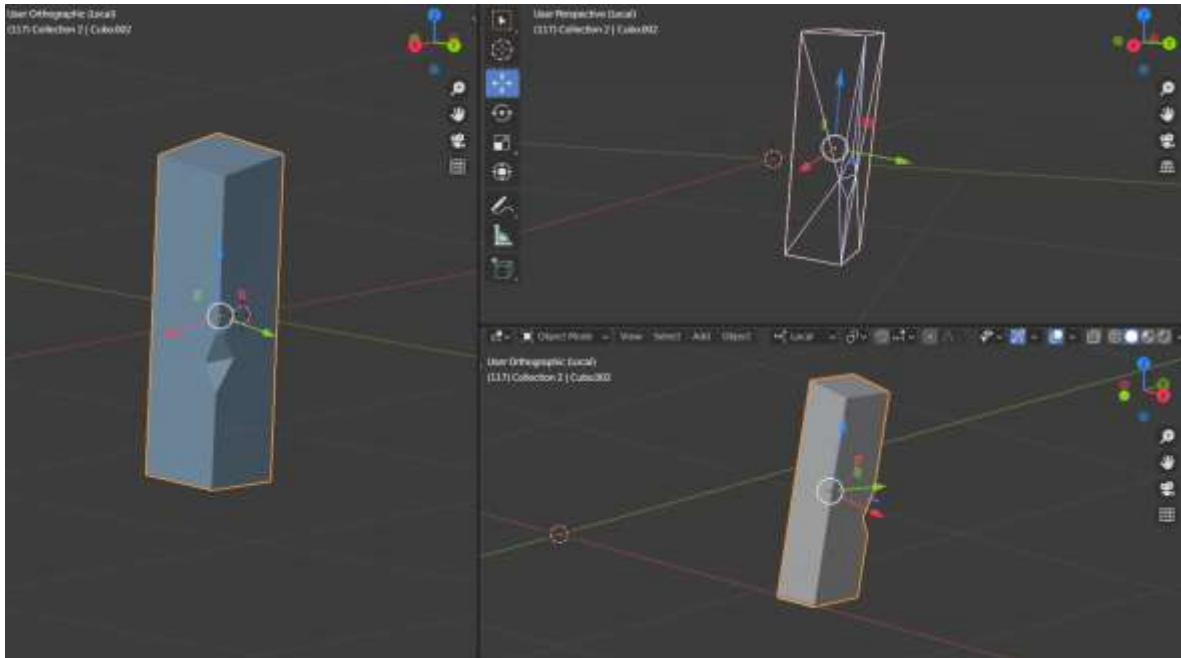 User Orthographic (Local)
(117) Collection 2 | Cubo.002
User Perspective (Local)
(117) Collection 2 | Cubo.002
Object Mode View Select Add Object Local
User Orthographic (Local)
(117) Collection 2 | Cubo.002